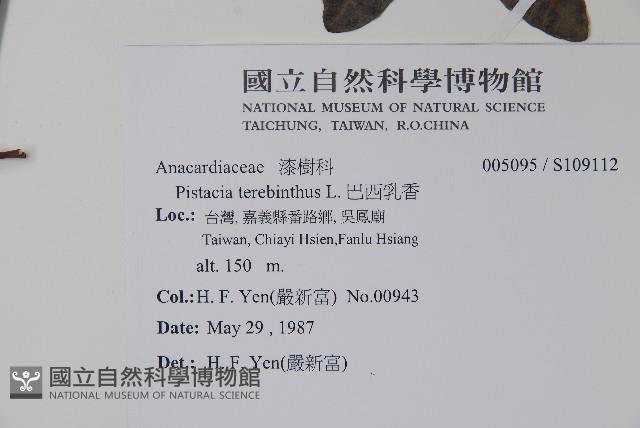 國立自然科學博物館
NATIONAL MUSEUM OF NATURAL SCIENCE
TAICHUNG, TAIWAN, R.O.CHINA
Anacardiaceae 漆樹科 005095 / S109112
Pistacia terebinthus L. 巴西乳香
Loc.: 台灣, 嘉義縣番路鄉, 吳鳳廟
Taiwan, Chiayi Hsien,Fanlu Hsiang
alt. 150 m.
Col.: H. F. Yen(嚴新富) No.00943
Date: May 29 , 1987
Det.: H. F. Yen(嚴新富)
國立自然科學博物館
NATIONAL MUSEUM OF NATURAL SCIENCE